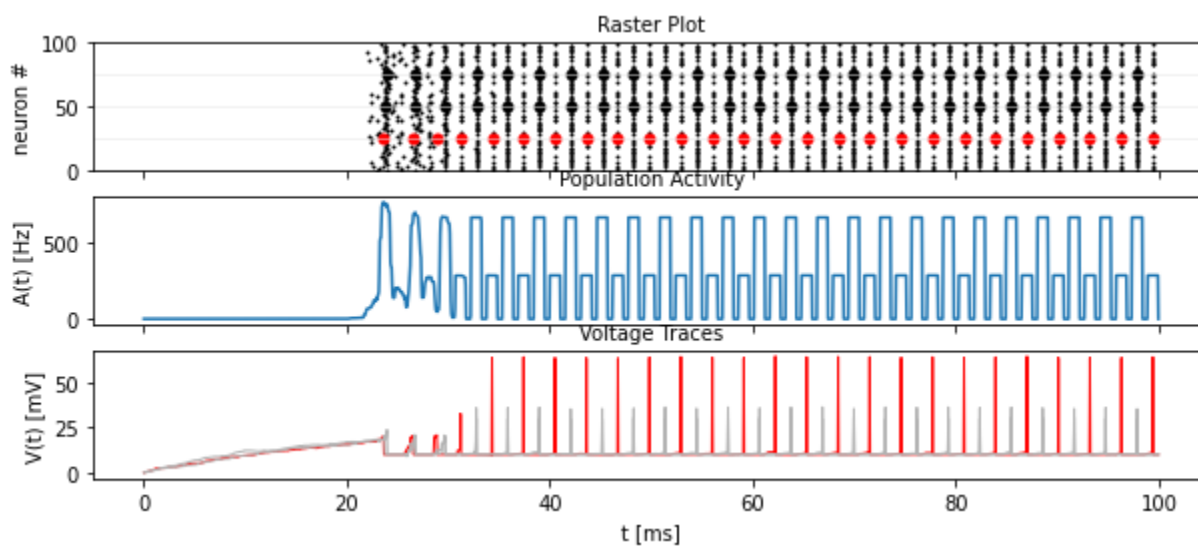 Raster Plot
100
50
0
neuron #
Population Activity
500
0
A(t) [Hz]
Voltage Traces
50
25
0
V(t) [mV]
0 20 40 60 80 100
t [ms]